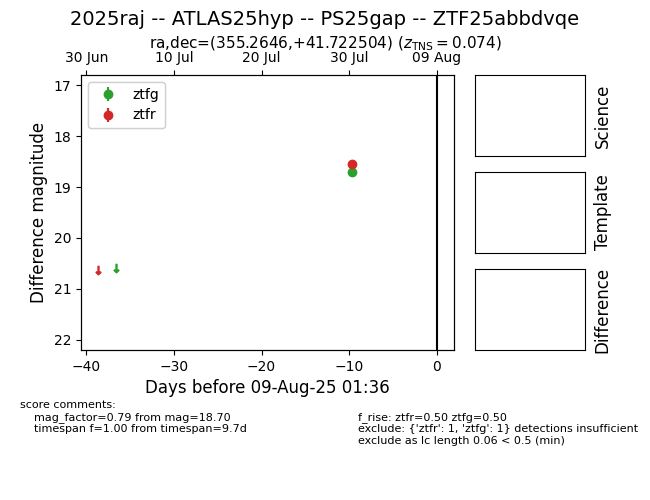 2025raj -- ATLAS25hyp -- PS25gap -- ZTF25abbdvqe
ra,dec=(355.2646,+41.722504) (zTNS = 0.074)
30 Jun 10 Jul 20 Jul 30 Jul 09 Aug
ztfg
ztfr
17
18
19
20
21
22
Difference magnitude
−40 −30 −20 −10 0
Days before 09-Aug-25 01:36
Science
Template
Difference
score comments:
mag_factor=0.79 from mag=18.70
timespan f=1.00 from timespan=9.7d
f_rise: ztfr=0.50 ztfg=0.50
exclude: {'ztfr': 1, 'ztfg': 1} detections insufficient
exclude as lc length 0.06 < 0.5 (min)